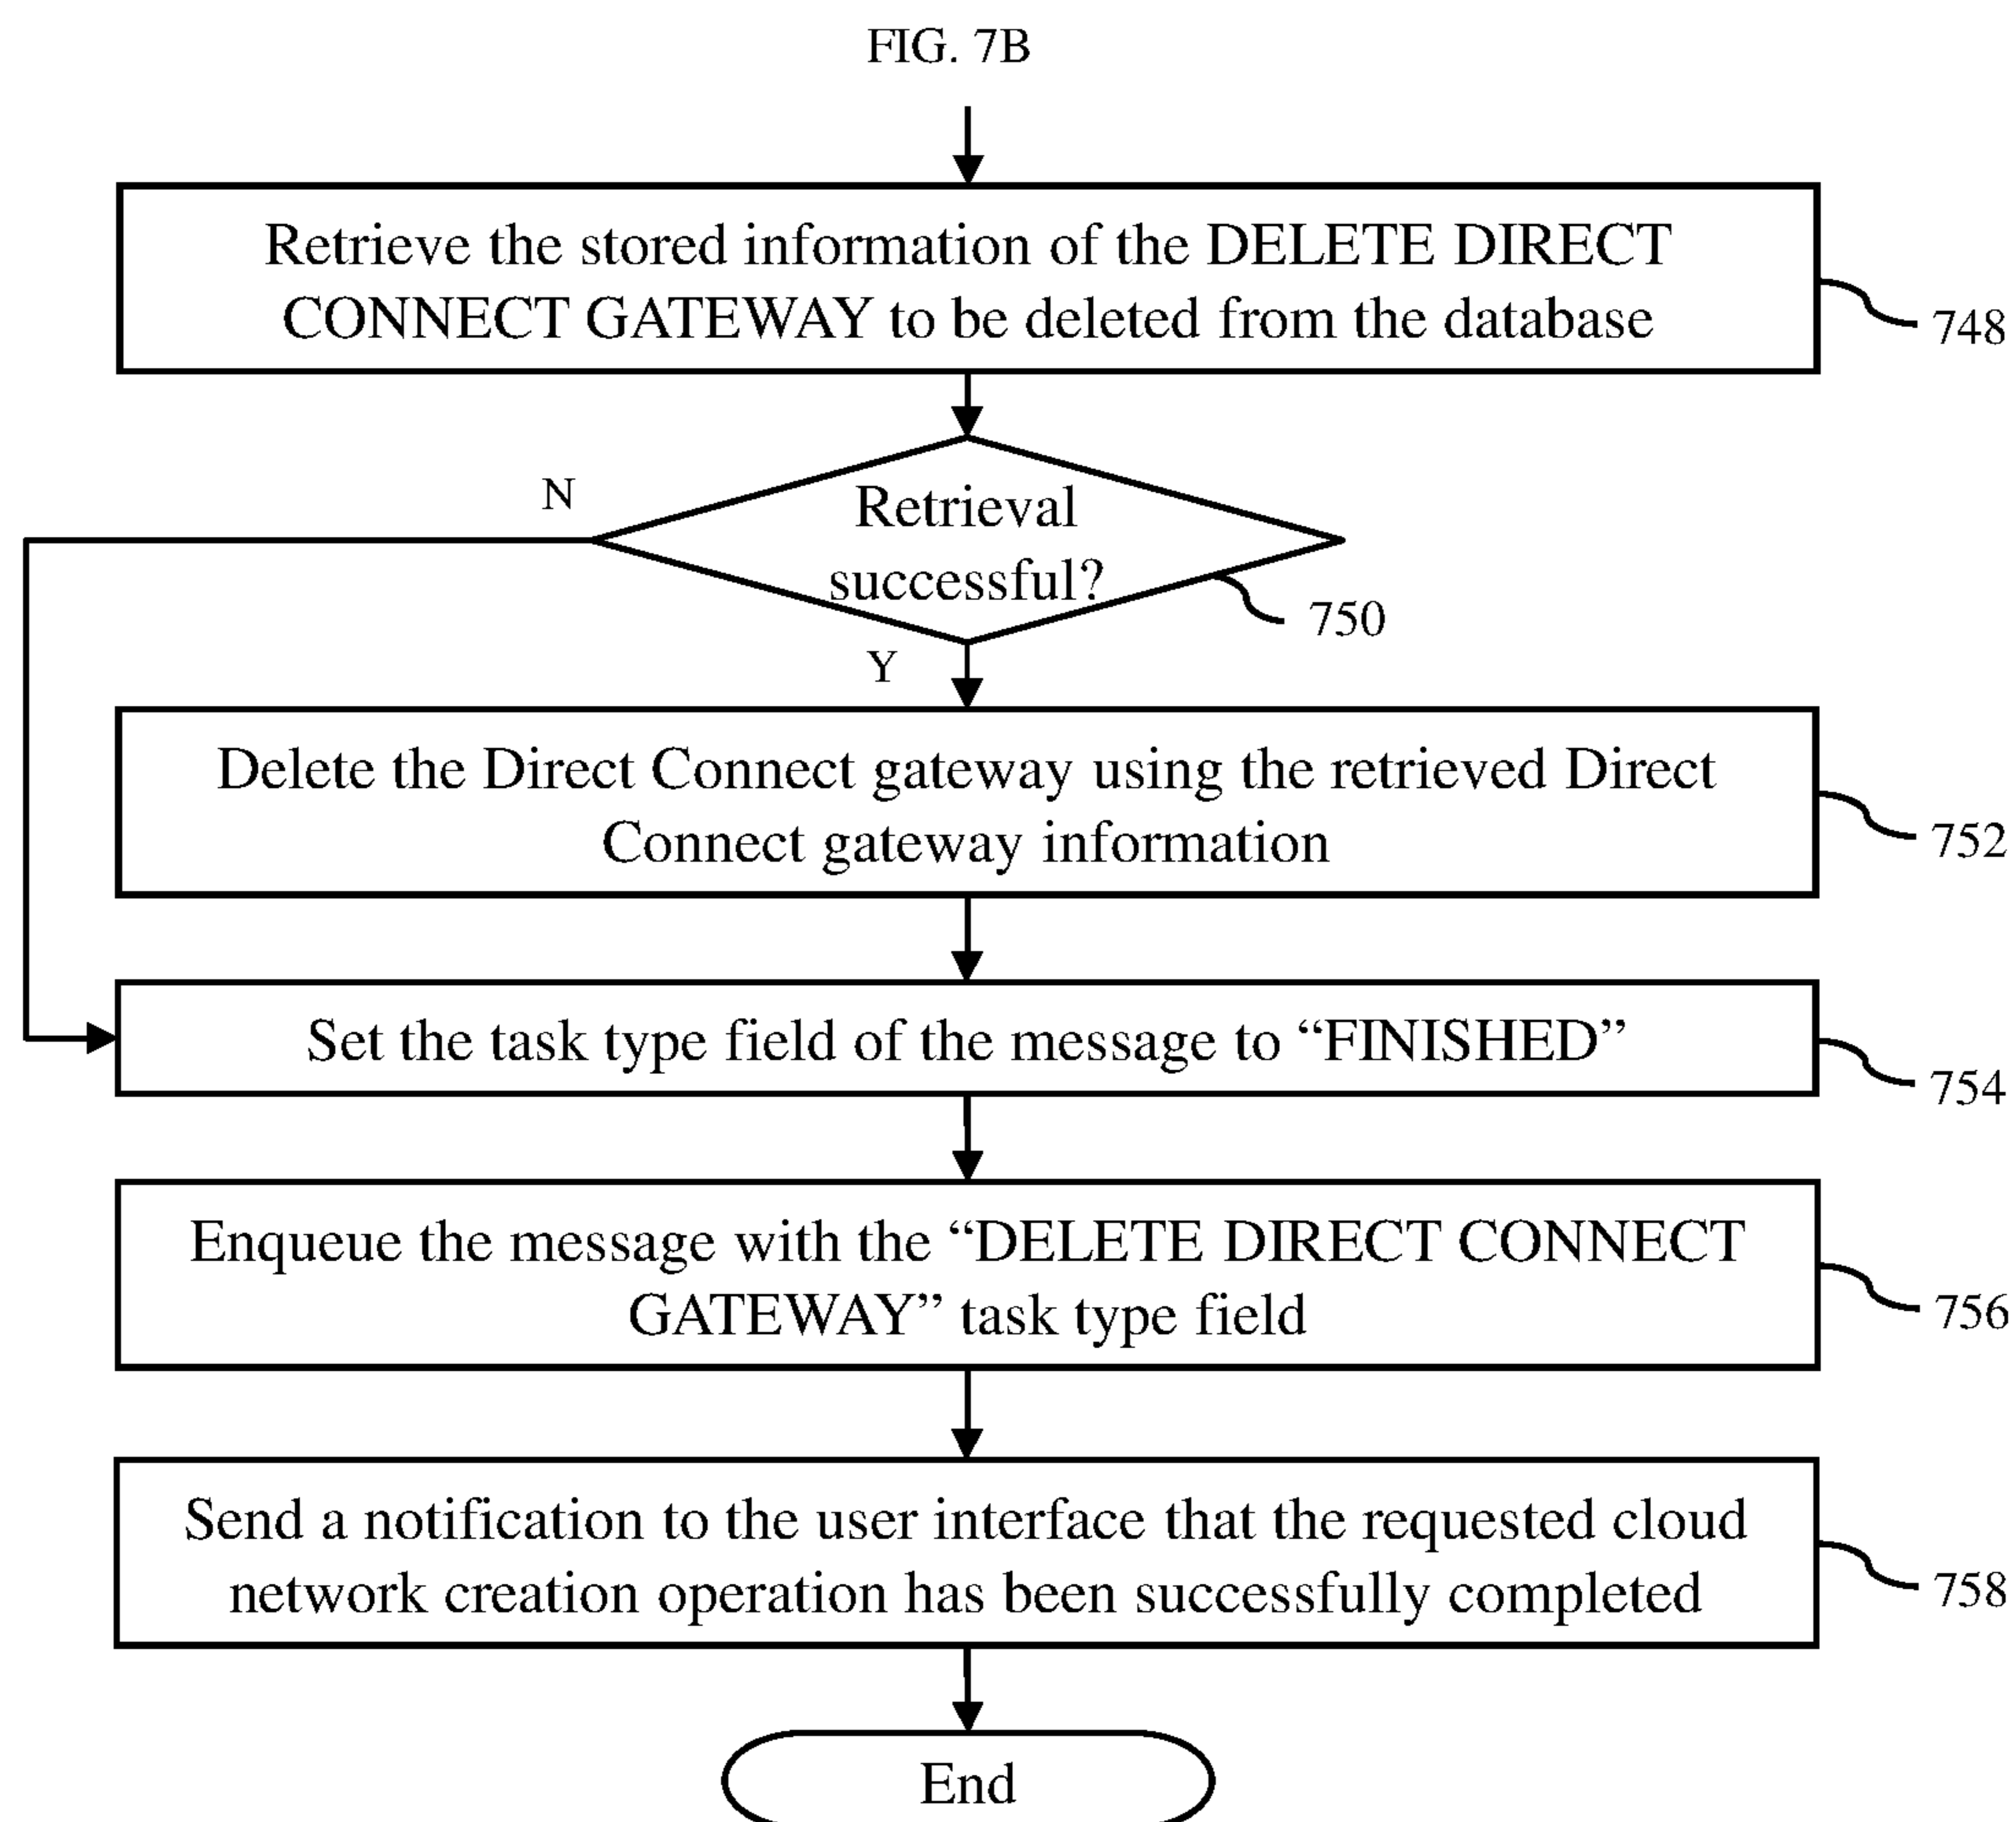 FIG. 7B
Retrieve the stored information of the DELETE DIRECT
CONNECT GATEWAY to be deleted from the database
748
N
Retrieval
successful?
750
Y
Delete the Direct Connect gateway using the retrieved Direct
Connect gateway information
752
Set the task type field of the message to “FINISHED”
754
Enqueue the message with the “DELETE DIRECT CONNECT
GATEWAY” task type field
756
Send a notification to the user interface that the requested cloud
network creation operation has been successfully completed
758
End